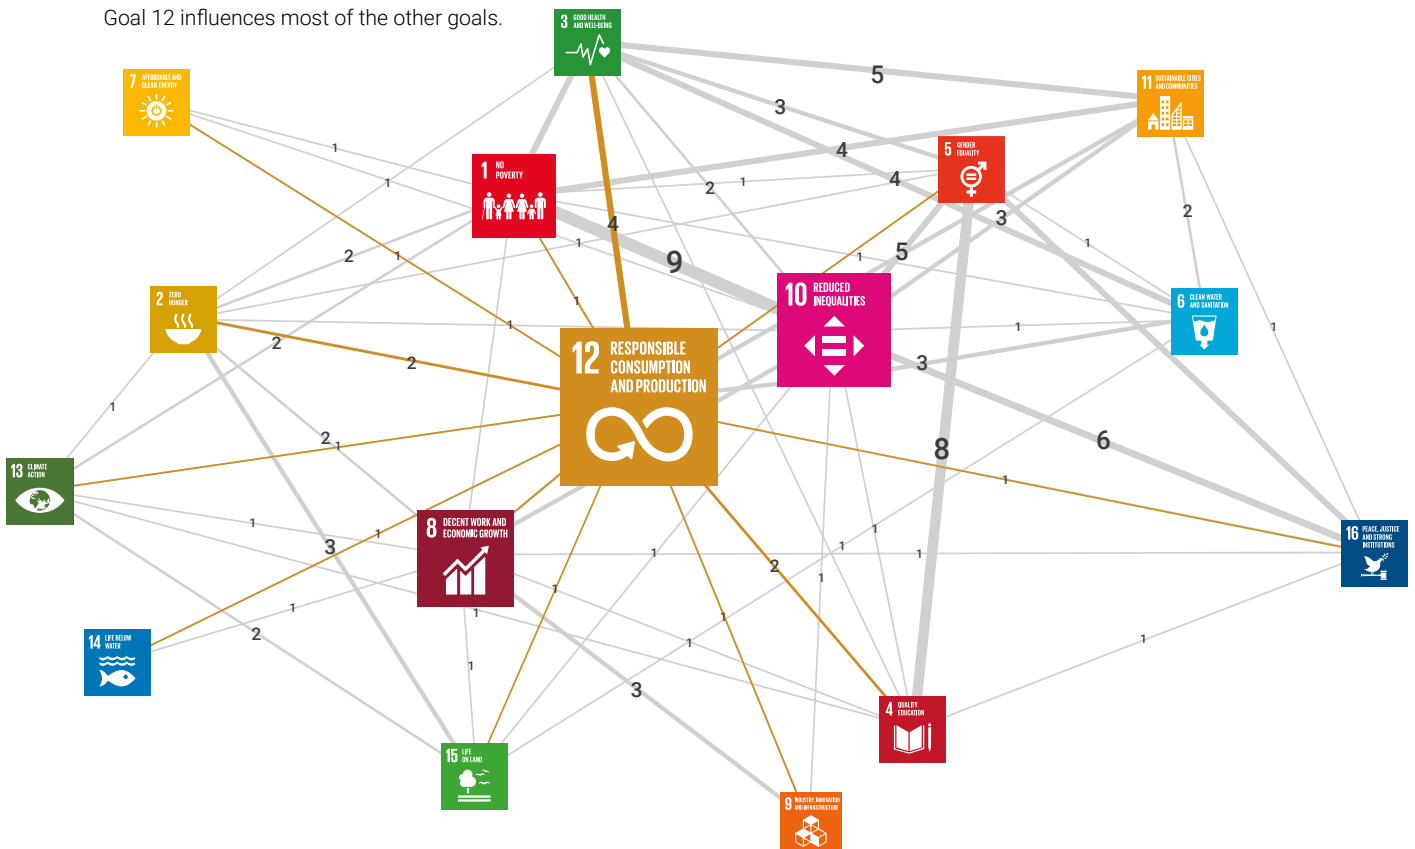 Goal 12 influences most of the other goals.
3 GOOD HEALTH
AND WELL-BEING
7 AFFORDABLE AND
CLEAN ENERGY
11 SUSTAINABLE CITIES
AND COMMUNITIES
5
3
1
4
5 GENDER
EQUALITY
1 NO
POVERTY
1
2
1
4
2
3
4
1
1
5
2
1
1
9
10 REDUCED
INEQUALITIES
2 ZERO
HUNGER
6 CLEAN WATER
AND SANITATION
1
1
1
1
2
12 RESPONSIBLE
CONSUMPTION
AND PRODUCTION
2
3
1
2
1
6
8
13 CLIMATE
ACTION
1
1
8 DECENT WORK AND
ECONOMIC GROWTH
1
1
16 PEACE, JUSTICE
AND STRONG
INSTITUTIONS
3
1
1
1
2
1
1
1
1
1
2
14 LIFE BELOW
WATER
1
1
1
3
4 QUALITY
EDUCATION
15 LIFE
ON LAND
9 INDUSTRY, INNOVATION
AND INFRASTRUCTURE